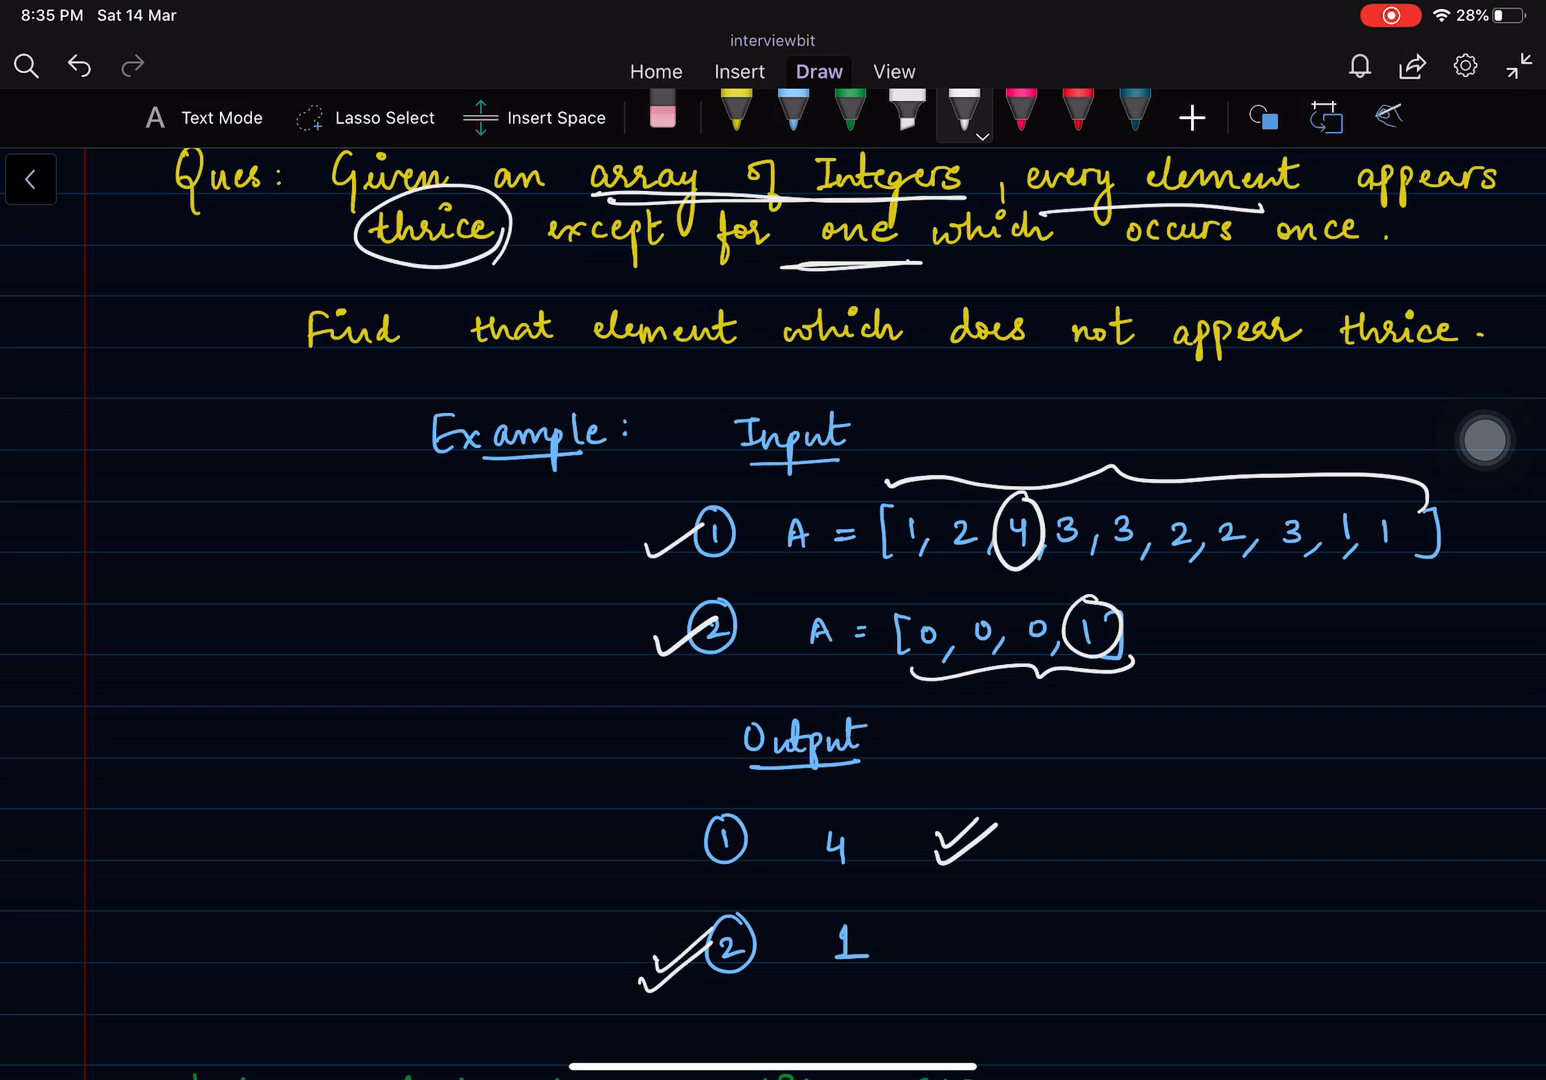 8:35 PM Sat 14 Mar
28%
interviewbit
Home Insert Draw View
A Text Mode Lasso Select Insert Space
Ques: Given an array of Integers, every element appears
thrice, except for one which occurs once.
Find that element which does not appear thrice.
Example: Input
① A = [1, 2, 4, 3, 3, 2, 2, 3, 1, 1]
② A = [0, 0, 0, 1]
Output
① 4
② 1